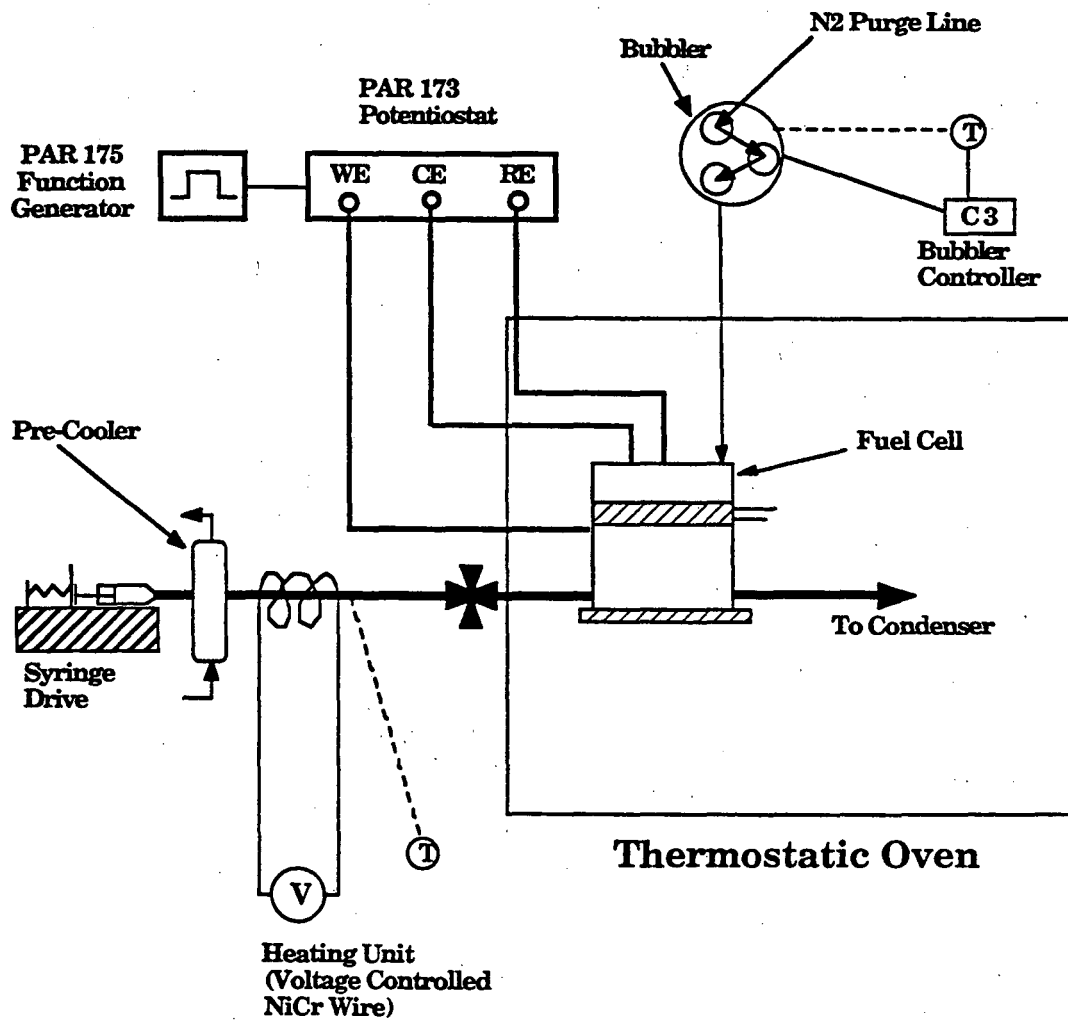 N2 Purge Line
Bubbler
PAR 173
Potentiostat
PAR 175
Function
Generator
WE CE RE
T
C 3
Bubbler
Controller
Pre-Cooler
Fuel Cell
To Condenser
Syringe
Drive
T
Thermostatic Oven
V
Heating Unit
(Voltage Controlled
NiCr Wire)